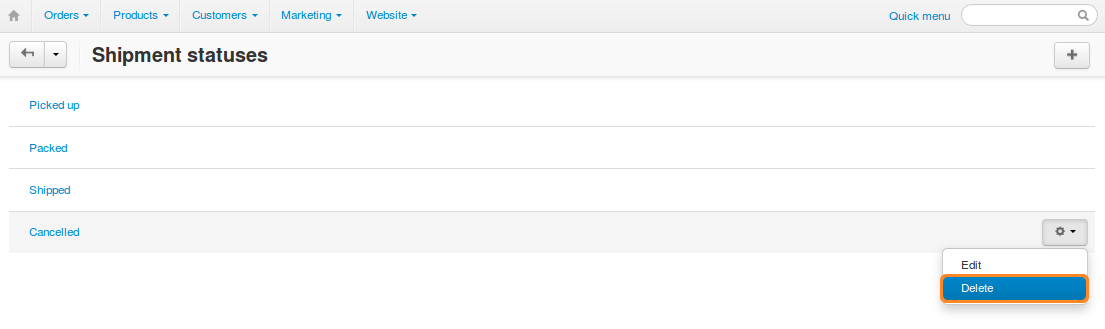 Orders Products Customers Marketing Website Quick menu
Shipment statuses
Picked up
Packed
Shipped
Cancelled
Edit
Delete